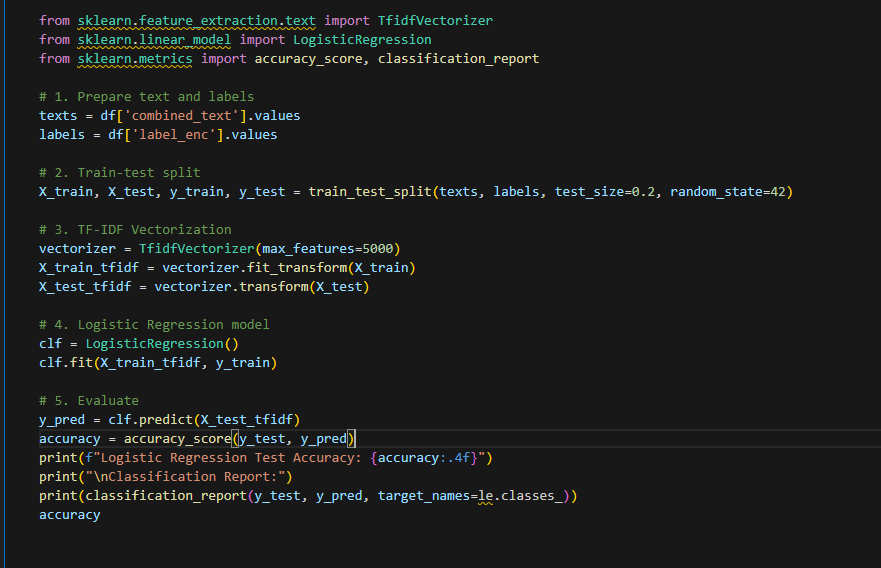 from sklearn.feature_extraction.text import TfidfVectorizer
from sklearn.linear_model import LogisticRegression
from sklearn.metrics import accuracy_score, classification_report
# 1. Prepare text and labels
texts = df['combined_text'].values
labels = df['label_enc'].values
# 2. Train-test split
X_train, X_test, y_train, y_test = train_test_split(texts, labels, test_size=0.2, random_state=42)
# 3. TF-IDF Vectorization
vectorizer = TfidfVectorizer(max_features=5000)
X_train_tfidf = vectorizer.fit_transform(X_train)
X_test_tfidf = vectorizer.transform(X_test)
# 4. Logistic Regression model
clf = LogisticRegression()
clf.fit(X_train_tfidf, y_train)
# 5. Evaluate
y_pred = clf.predict(X_test_tfidf)
accuracy = accuracy_score(y_test, y_pred)
print(f"Logistic Regression Test Accuracy: {accuracy:.4f}")
print("\nClassification Report:")
print(classification_report(y_test, y_pred, target_names=le.classes_))
accuracy